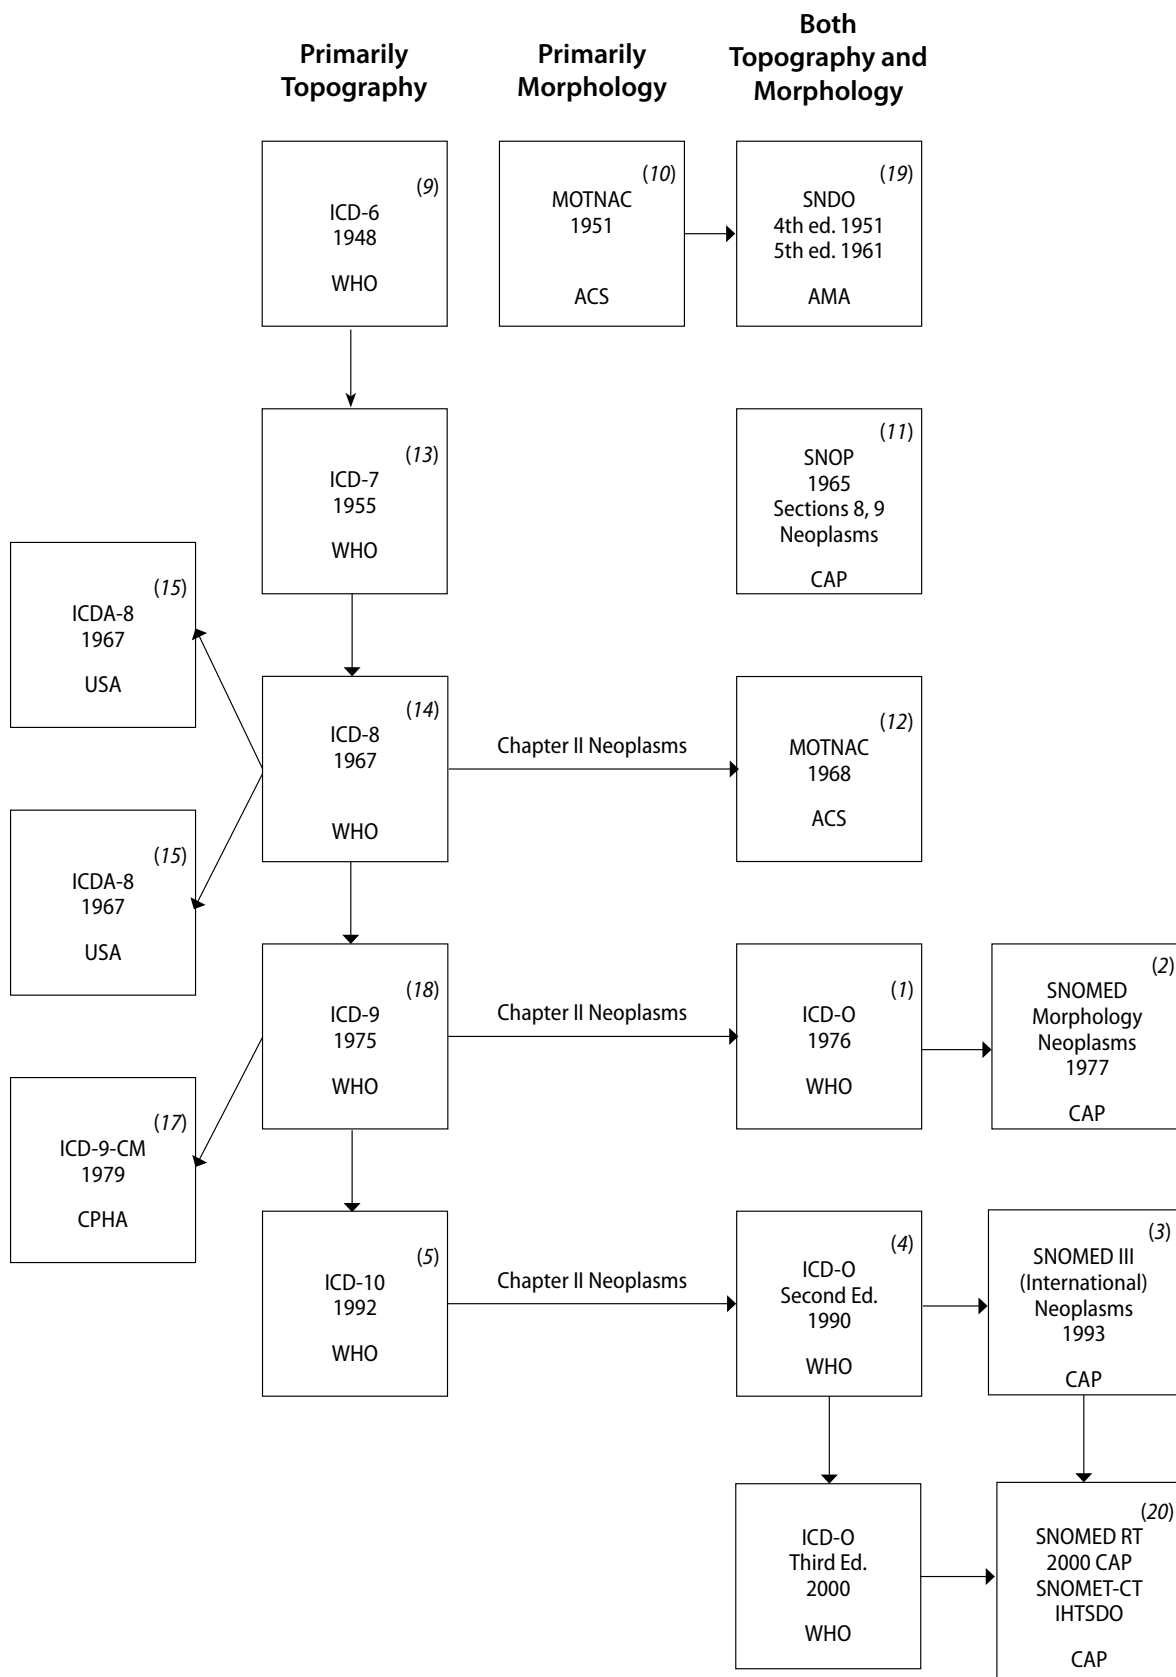 Primarily
Topography
Primarily
Morphology
Both
Topography and
Morphology
(9)
ICD-6
1948
WHO
(10)
MOTNAC
1951
ACS
(19)
SNDO
4th ed. 1951
5th ed. 1961
AMA
(13)
ICD-7
1955
WHO
(11)
SNOP
1965
Sections 8, 9
Neoplasms
CAP
(15)
ICDA-8
1967
USA
(14)
ICD-8
1967
WHO
Chapter II Neoplasms
(12)
MOTNAC
1968
ACS
(15)
ICDA-8
1967
USA
(18)
ICD-9
1975
WHO
Chapter II Neoplasms
(1)
ICD-O
1976
WHO
(2)
SNOMED
Morphology
Neoplasms
1977
CAP
(17)
ICD-9-CM
1979
CPHA
(5)
ICD-10
1992
WHO
Chapter II Neoplasms
(4)
ICD-O
Second Ed.
1990
WHO
(3)
SNOMED III
(International)
Neoplasms
1993
CAP
ICD-O
Third Ed.
2000
WHO
(20)
SNOMED RT
2000 CAP
SNOMET-CT
IHTSDO
CAP